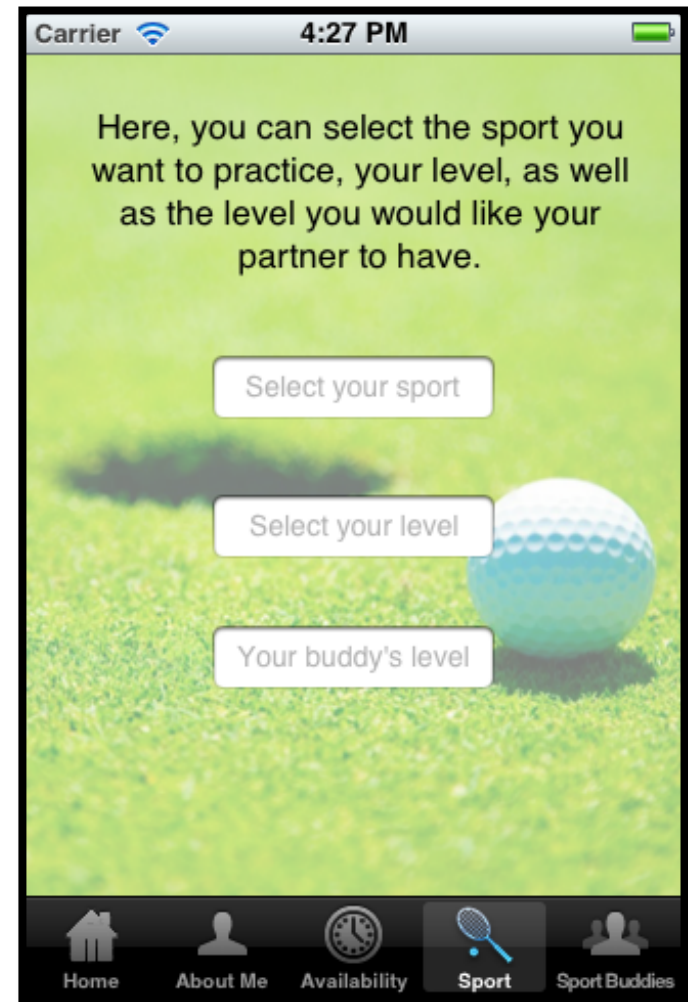 Carrier 4:27 PM
Here, you can select the sport you
want to practice, your level, as well
as the level you would like your
partner to have.
Select your sport
Select your level
Your buddy's level
Home About Me Availability Sport Sport Buddies